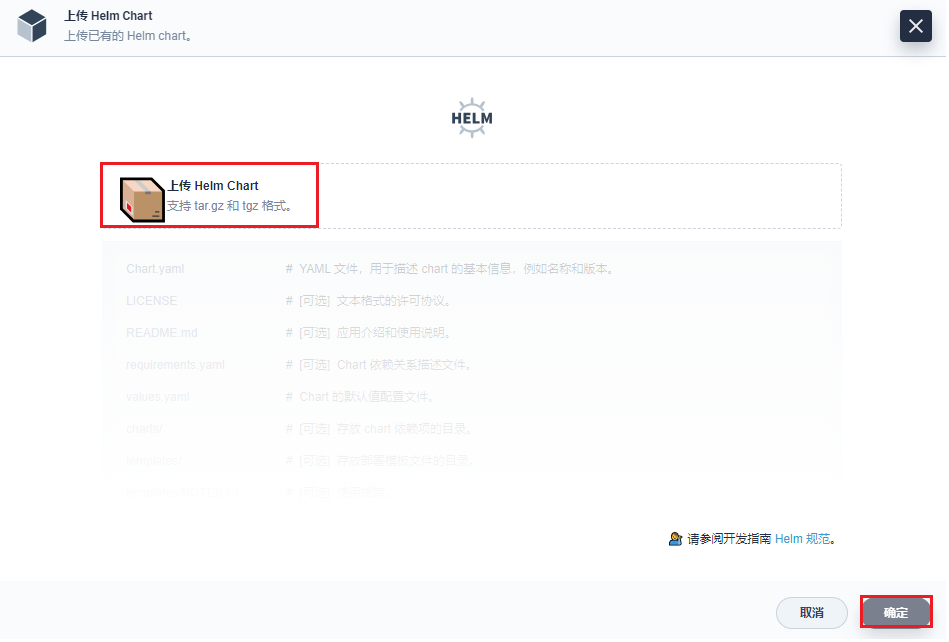 上传 Helm Chart
上传已有的 Helm chart。
HELM
上传 Helm Chart
支持 tar.gz 和 tgz 格式。
Chart.yaml # YAML 文件，用于描述 chart 的基本信息，例如名称和版本。
LICENSE # [可选] 文本格式的许可协议。
README.md # [可选] 应用介绍和使用说明。
requirements.yaml # [可选] Chart 依赖关系描述文件。
values.yaml # Chart 的默认值配置文件。
charts/ # [可选] 存放 chart 依赖项的目录。
templates/ # [可选] 存放部署模板文件的目录。
# [可选]
请参阅开发指南 Helm 规范。
取消
确定